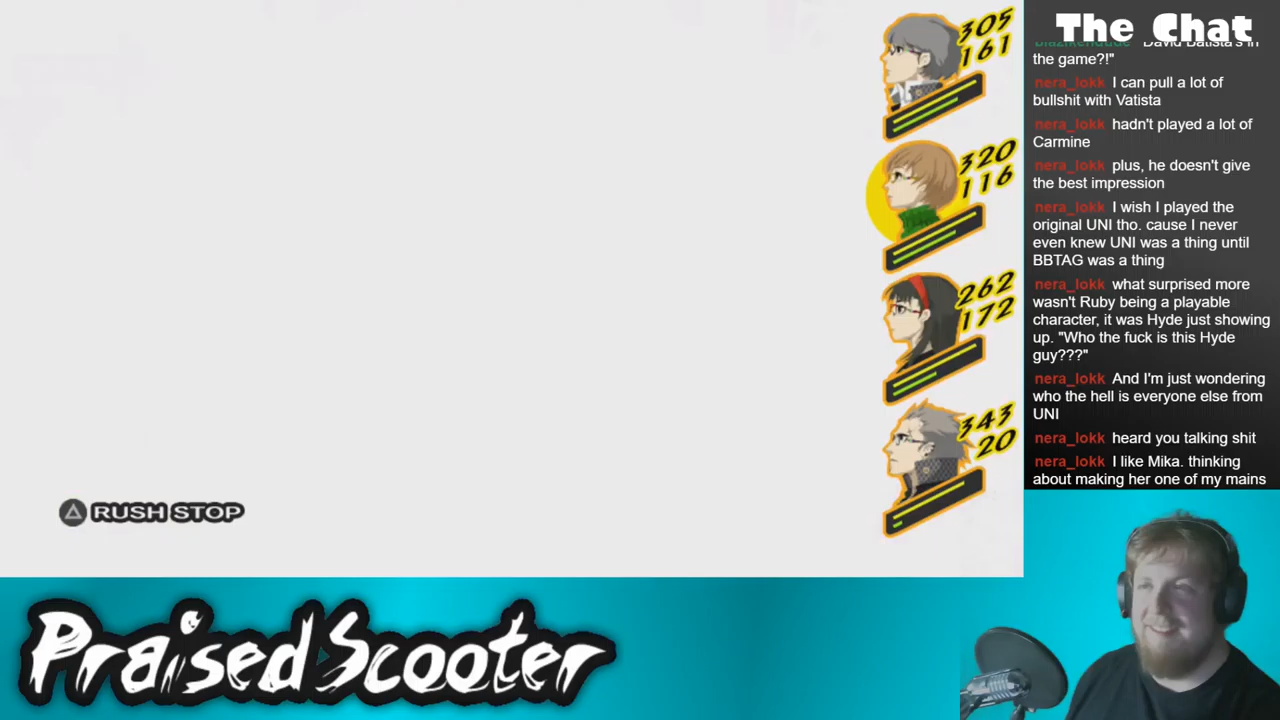 305
161
320
116
262
172
343
20
△ RUSH STOP
The Chat
"David Batista's in
the game?!"
nera_lokk I can pull a lot of
bullshit with Vatista
nera_lokk hadn't played a lot of
Carmine
nera_lokk plus, he doesn't give
the best impression
nera_lokk I wish I played the
original UNI tho. cause I never
even knew UNI was a thing until
BBTAG was a thing
nera_lokk what surprised more
wasn't Ruby being a playable
character, it was Hyde just showing
up. "Who the fuck is this Hyde
guy???"
nera_lokk And I'm just wondering
who the hell is everyone else from
UNI
nera_lokk heard you talking shit
nera_lokk I like Mika. thinking
about making her one of my mains
PraisedScooter